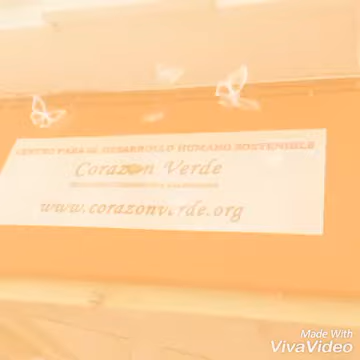 CENTRO PARA EL DESARROLLO HUMANO SOSTENIBLE
Corazon Verde
www.corazonverde.org
Made With
VivaVideo